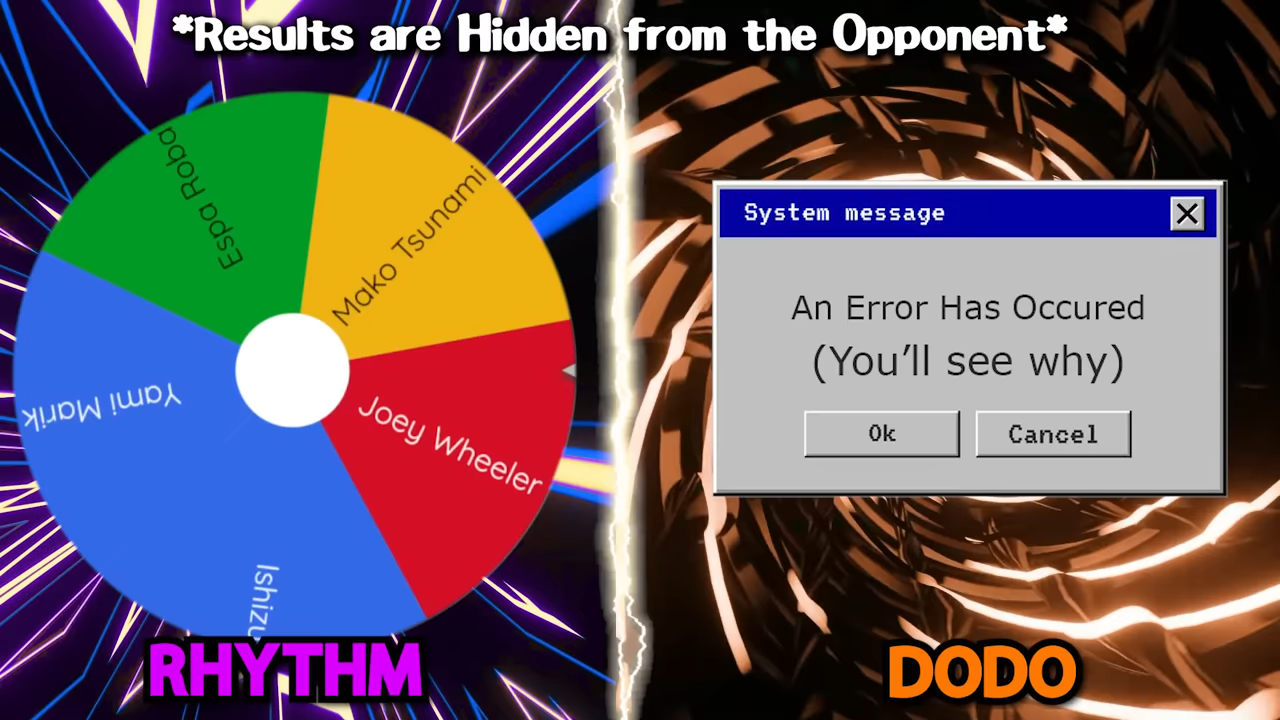 *Results are Hidden from the Opponent*
Espa Roba
Mako Tsunami
Yami Marik
Joey Wheeler
Ishizu
RHYTHM
System message
An Error Has Occured
(You'll see why)
Ok
Cancel
DODO